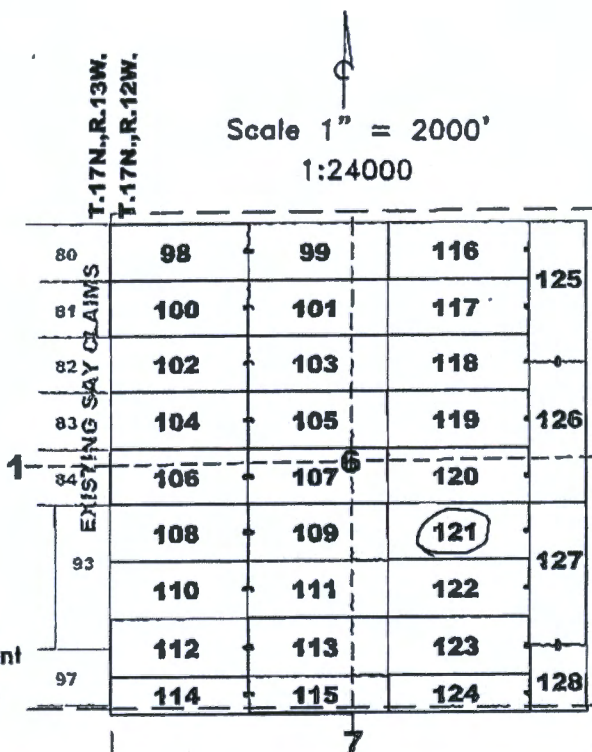 T.17N.,R.13W.
T.17N.,R.12W.
Scale 1" = 2000'
1:24000
80 98 99 116 125
81 100 101 117
82 102 103 118
83 104 105 119 126
1 84 106 107 6 120
EXISTING SAY CLAIMS
93 108 109 121 127
110 111 122
nt 112 113 123
97 114 115 124 128
7